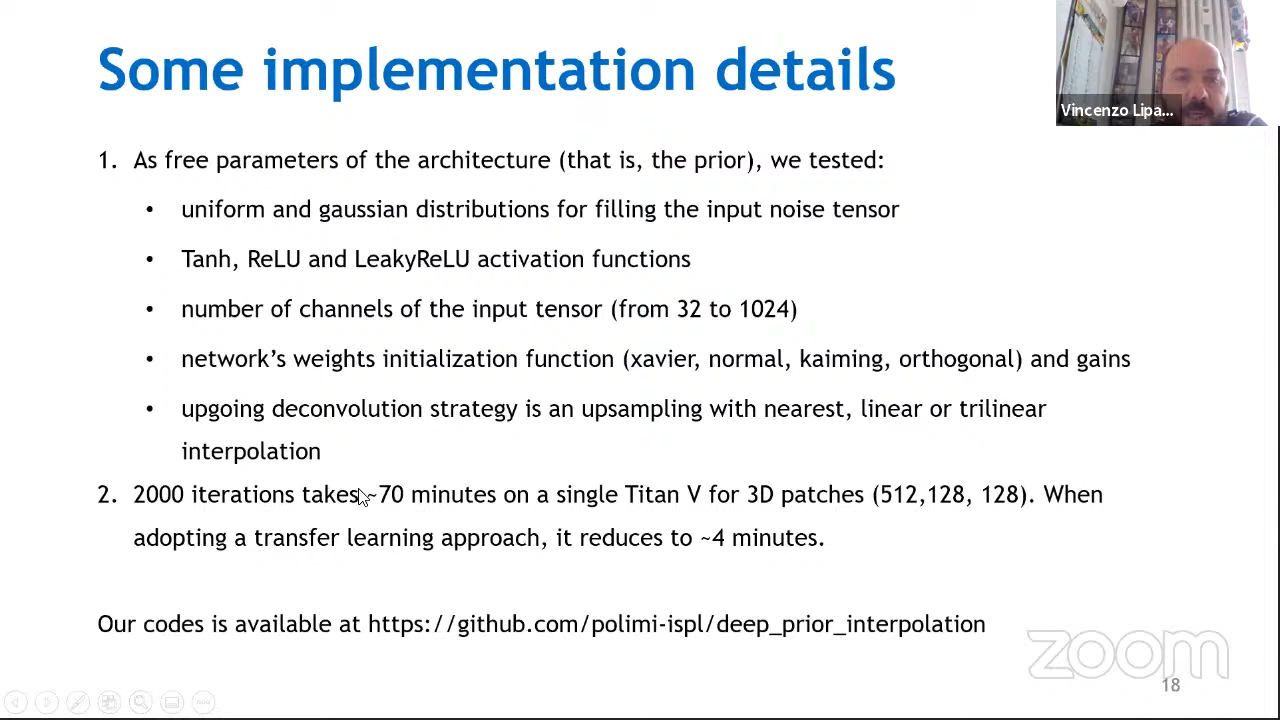 Some implementation details
Vincenzo Lipa...
1. As free parameters of the architecture (that is, the prior), we tested:
• uniform and gaussian distributions for filling the input noise tensor
• Tanh, ReLU and LeakyReLU activation functions
• number of channels of the input tensor (from 32 to 1024)
• network’s weights initialization function (xavier, normal, kaiming, orthogonal) and gains
• upgoing deconvolution strategy is an upsampling with nearest, linear or trilinear
interpolation
2. 2000 iterations takes ~70 minutes on a single Titan V for 3D patches (512,128, 128). When
adopting a transfer learning approach, it reduces to ~4 minutes.
Our codes is available at https://github.com/polimi-ispl/deep_prior_interpolation
zoom
18